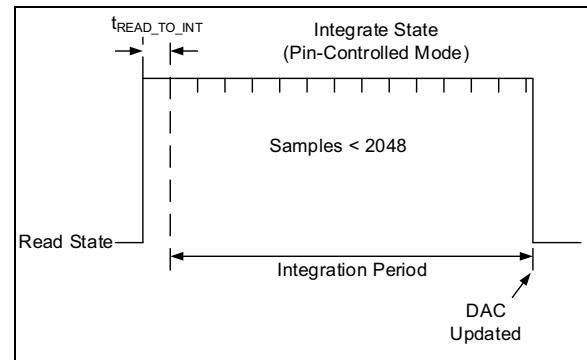 tREAD_TO_INT
Integrate State
(Pin-Controlled Mode)
Samples < 2048
Read State
Integration Period
DAC
Updated